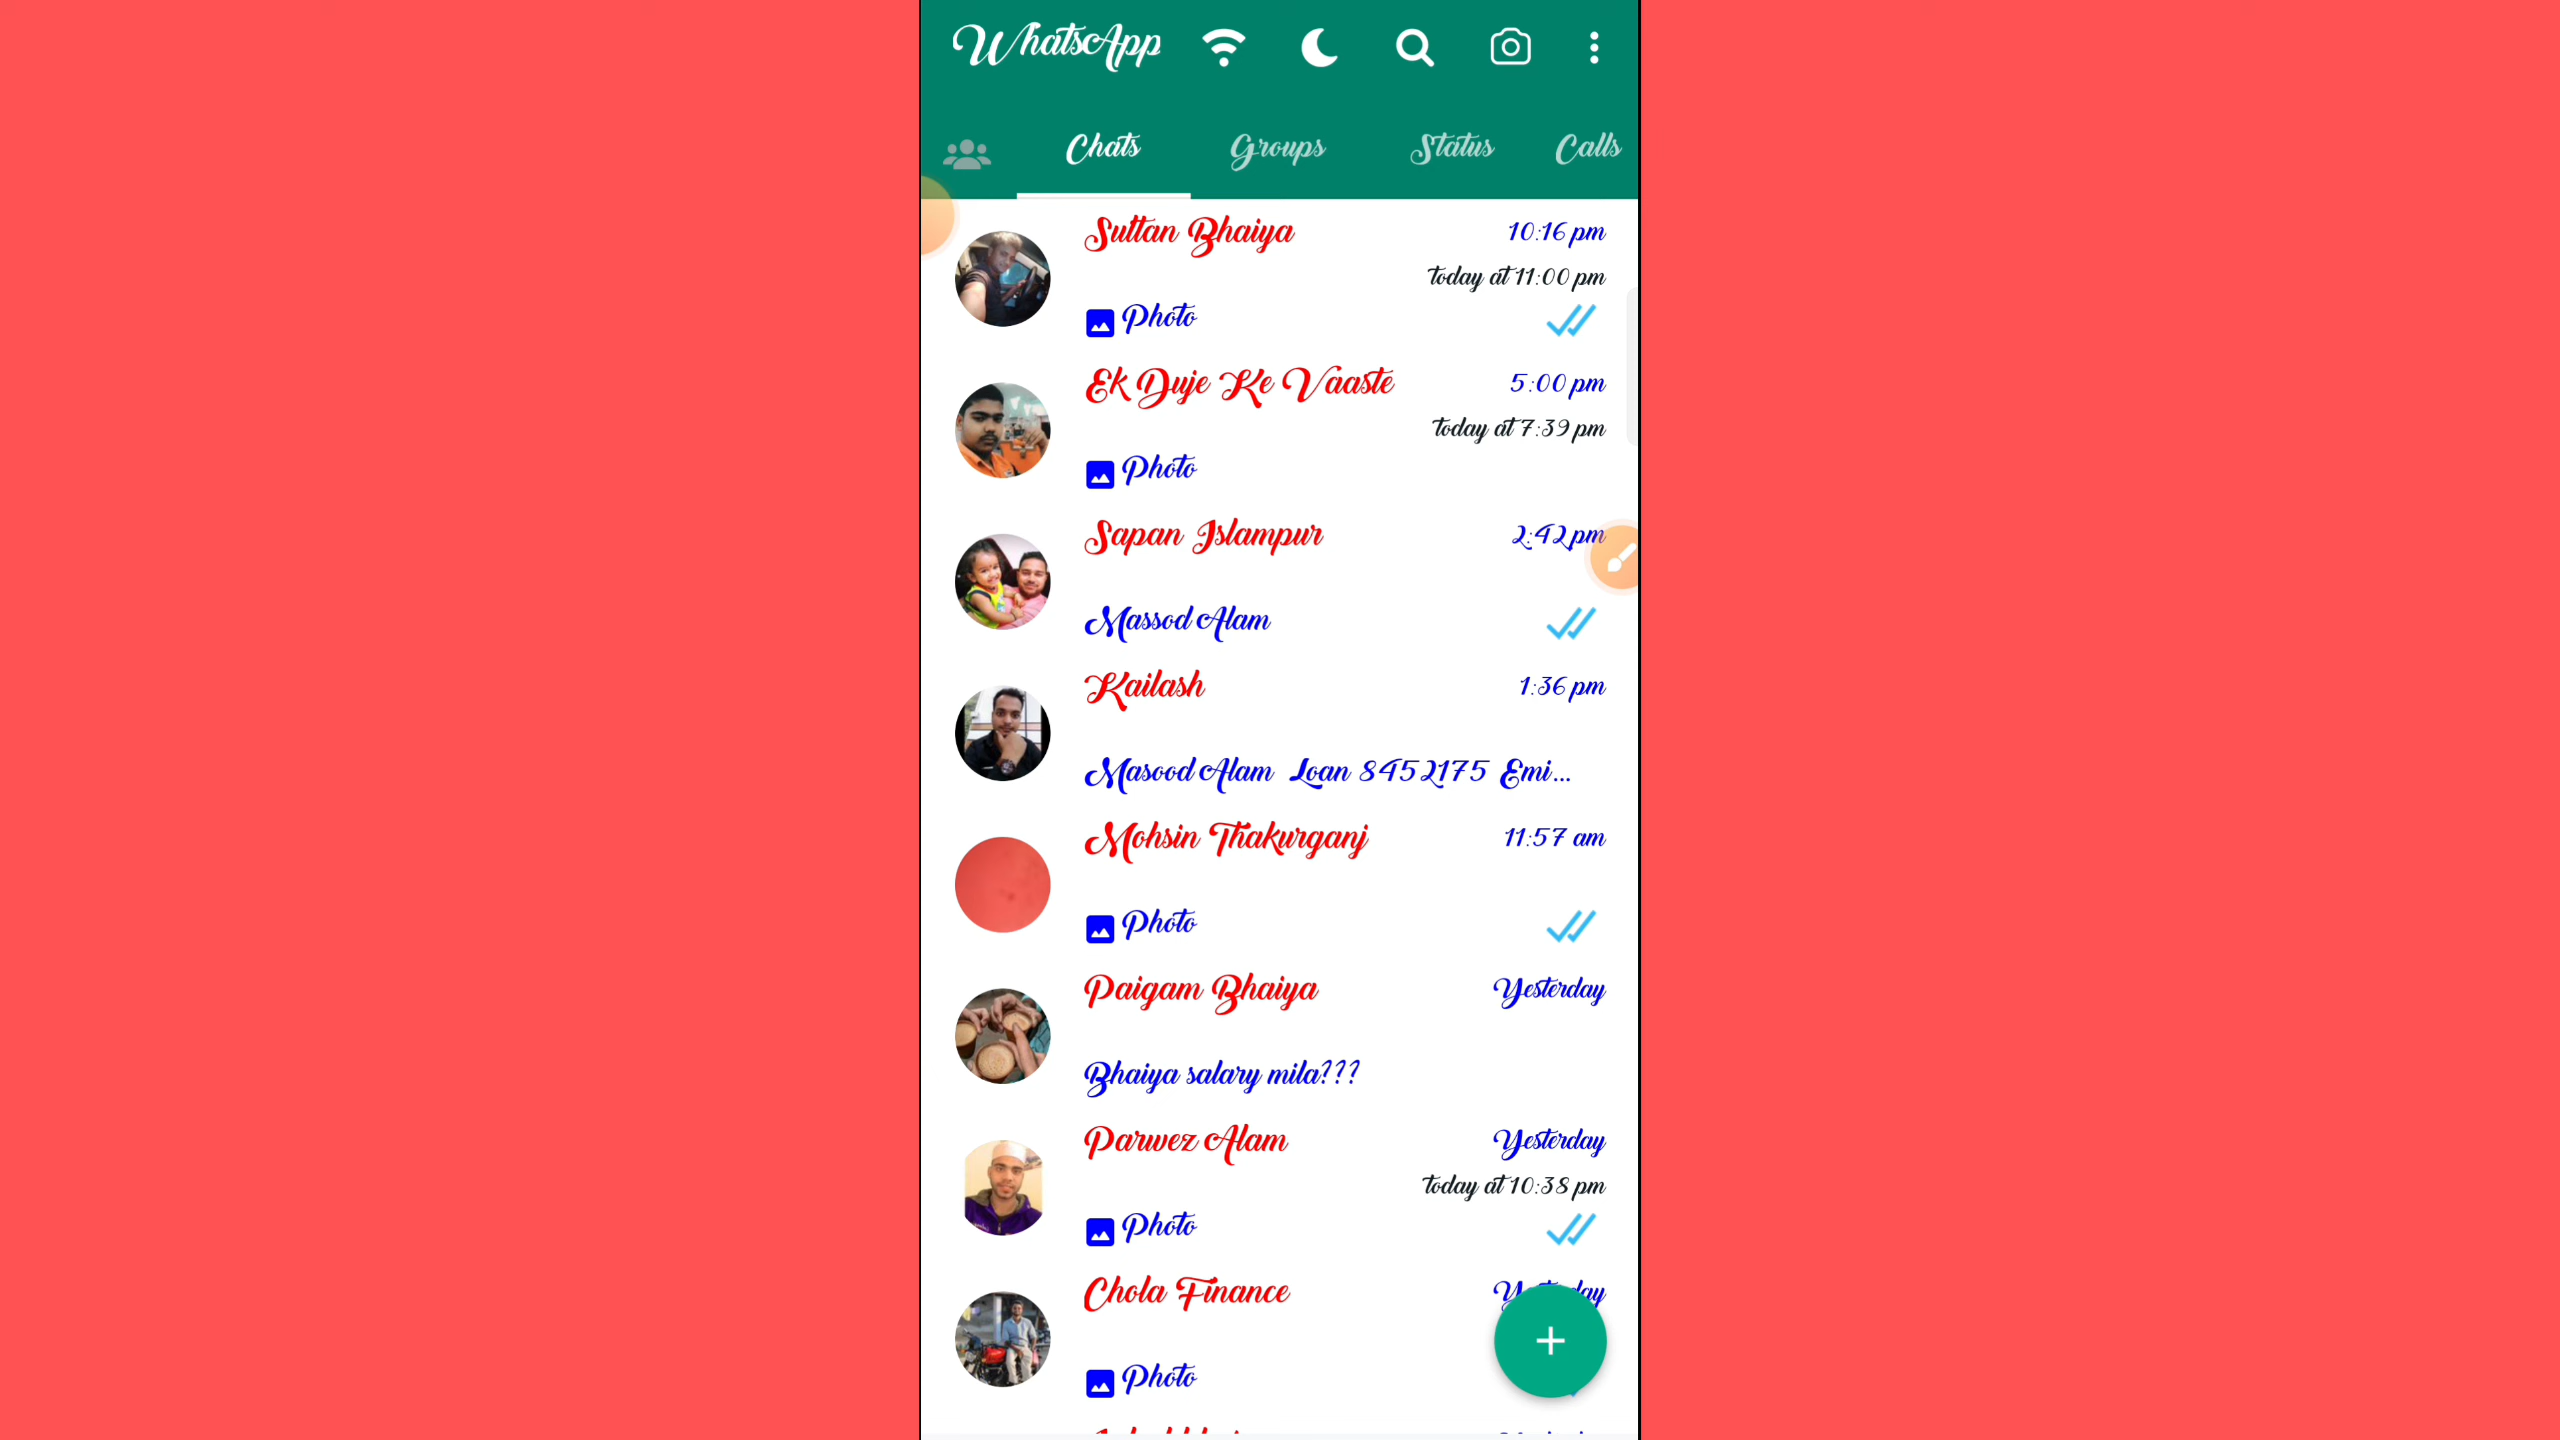 WhatsApp
Chats Groups Status Calls
Sultan Bhaiya 10:16 pm
Today at 11:00 pm
Photo
Ek Duje Ke Vaaste 5:00 pm
Today at 7:39 pm
Photo
Sapan Islampur 2:42 pm
Massod Alam
Kailash 1:36 pm
Masood Alam Loan 8452175 Emi...
Mohsin Thakurganj 11:57 am
Photo
Paigam Bhaiya Yesterday
Bhaiya salary mila???
Parwez Alam Yesterday
Today at 10:38 pm
Photo
Chola Finance Yesterday
Photo